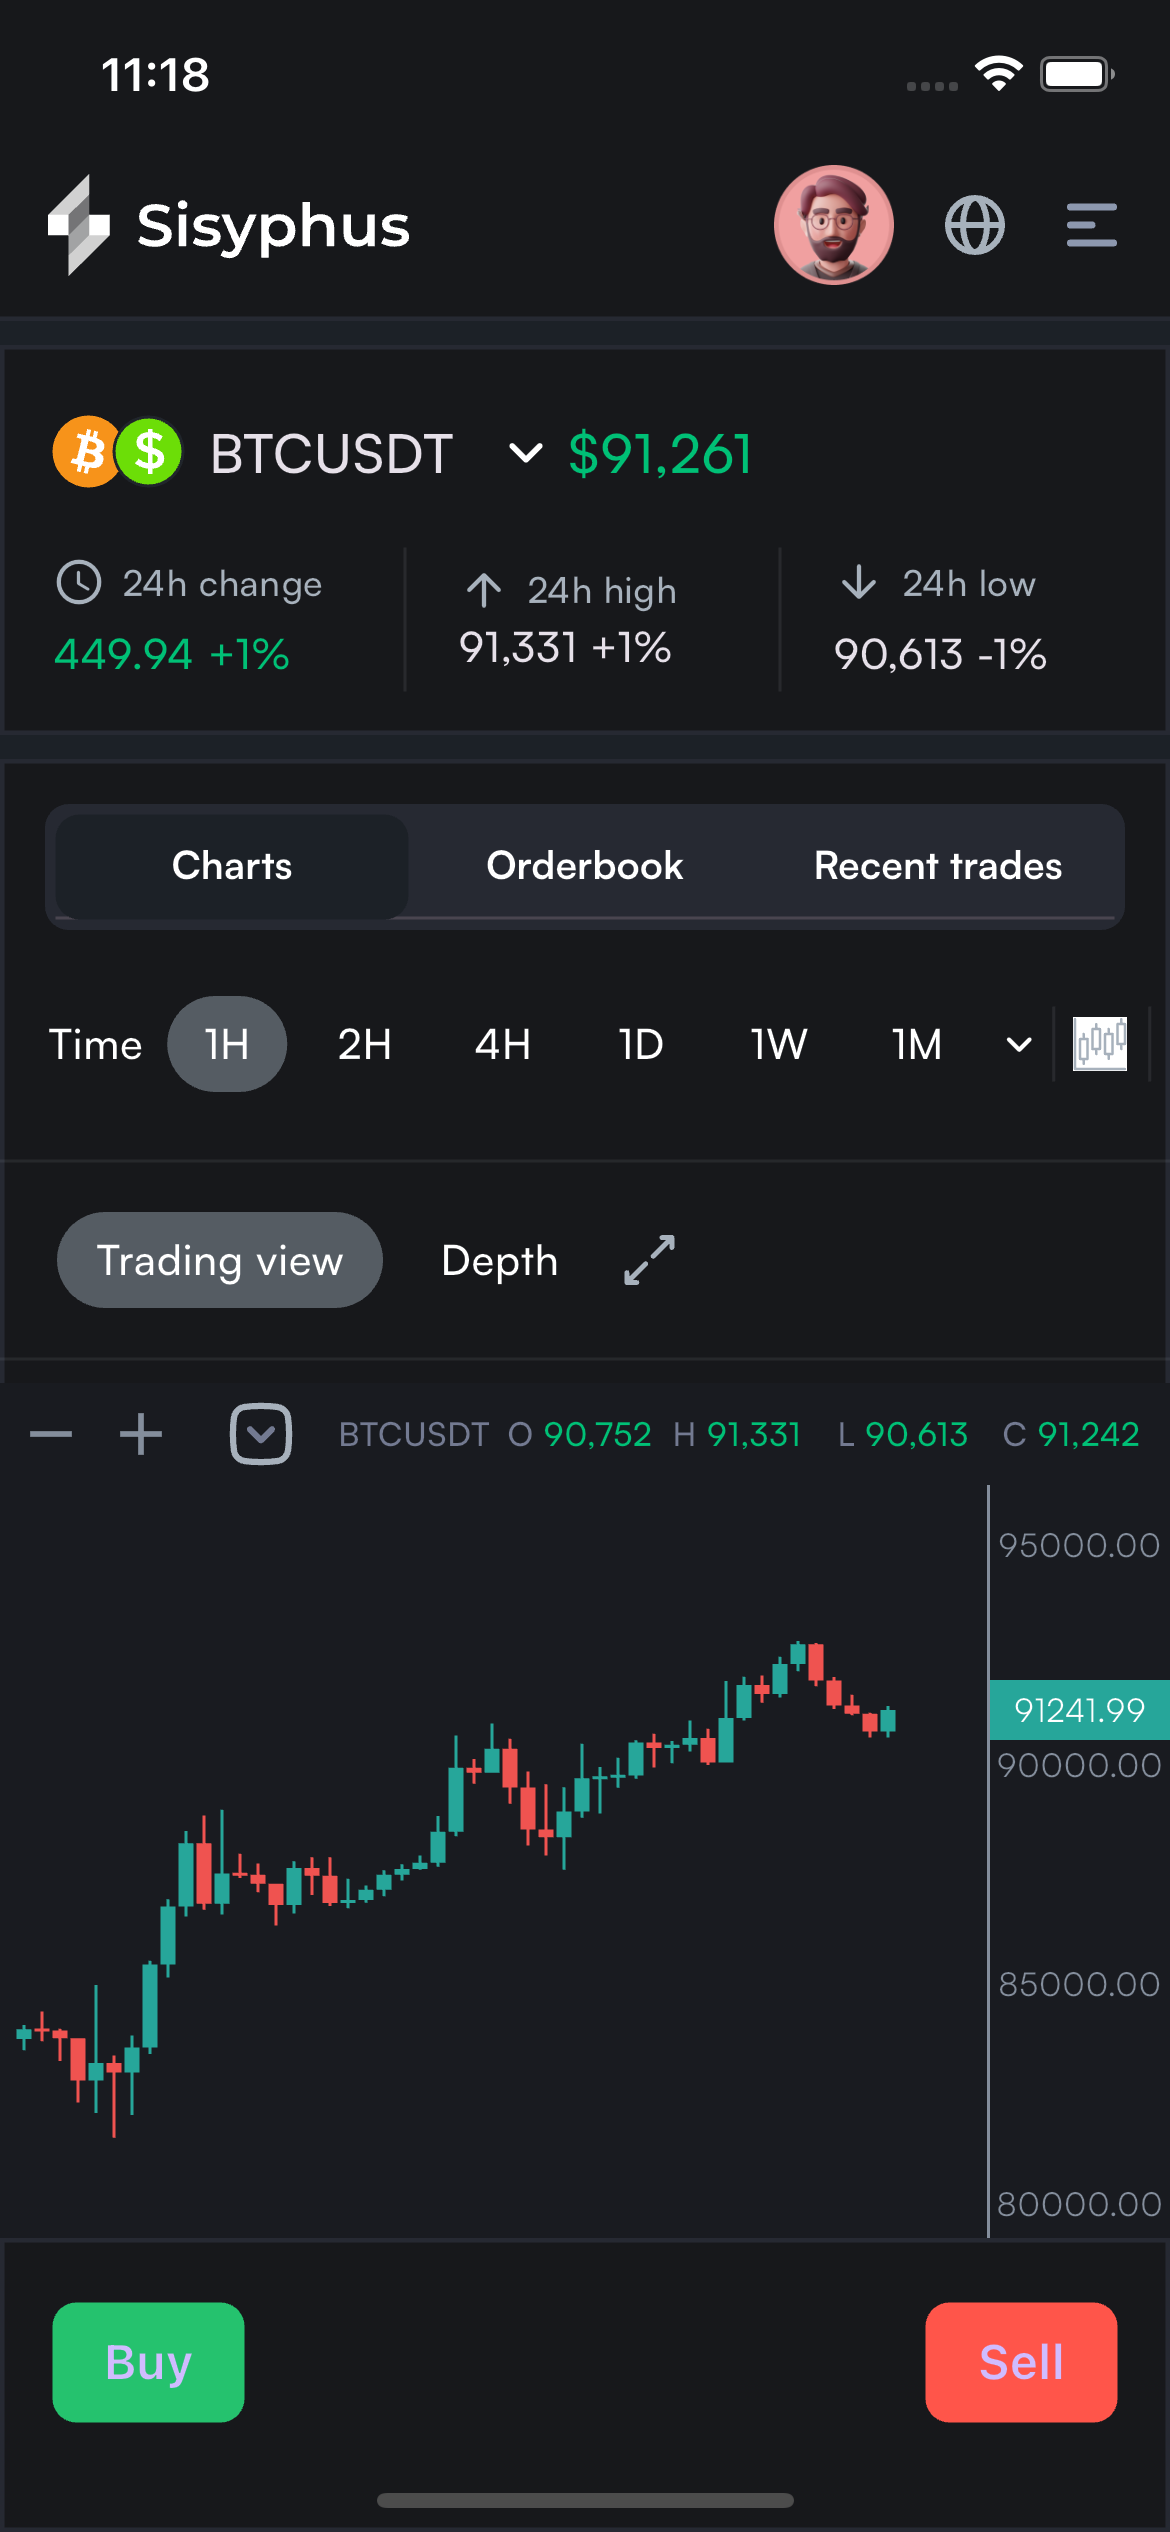 11:18
Sisyphus
BTCUSDT $91,261
24h change 24h high 24h low
449.94 +1% 91,331 +1% 90,613 -1%
Charts Orderbook Recent trades
Time 1H 2H 4H 1D 1W 1M
Trading view Depth
BTCUSDT O 90,752 H 91,331 L 90,613 C 91,242
95000.00
91241.99
90000.00
85000.00
80000.00
Buy Sell